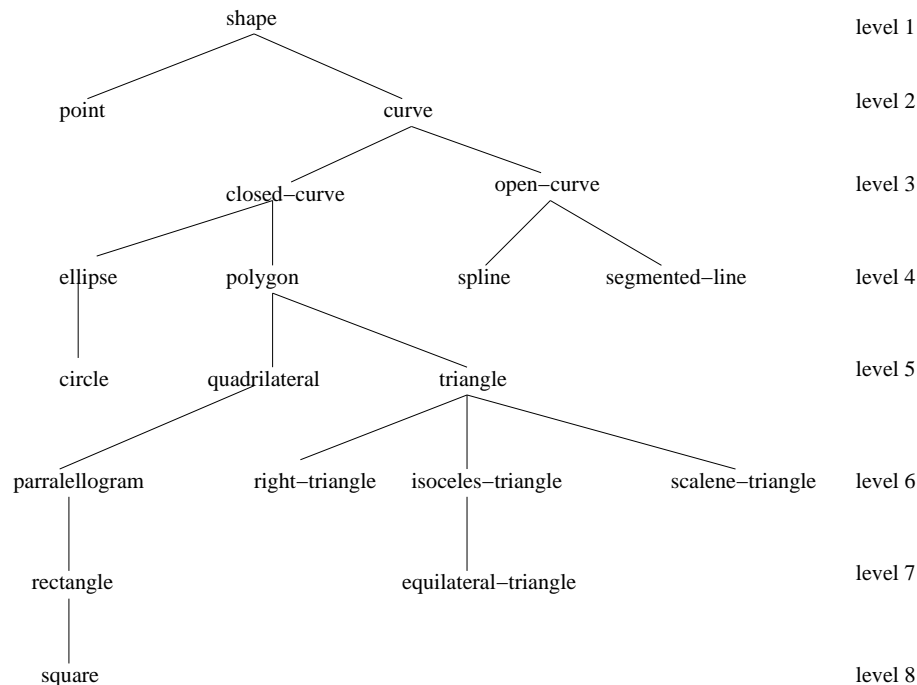 shape level 1
point curve level 2
closed−curve open−curve level 3
ellipse polygon spline segmented−line level 4
circle quadrilateral triangle level 5
parralellogram right−triangle isoceles−triangle scalene−triangle level 6
rectangle equilateral−triangle level 7
square level 8